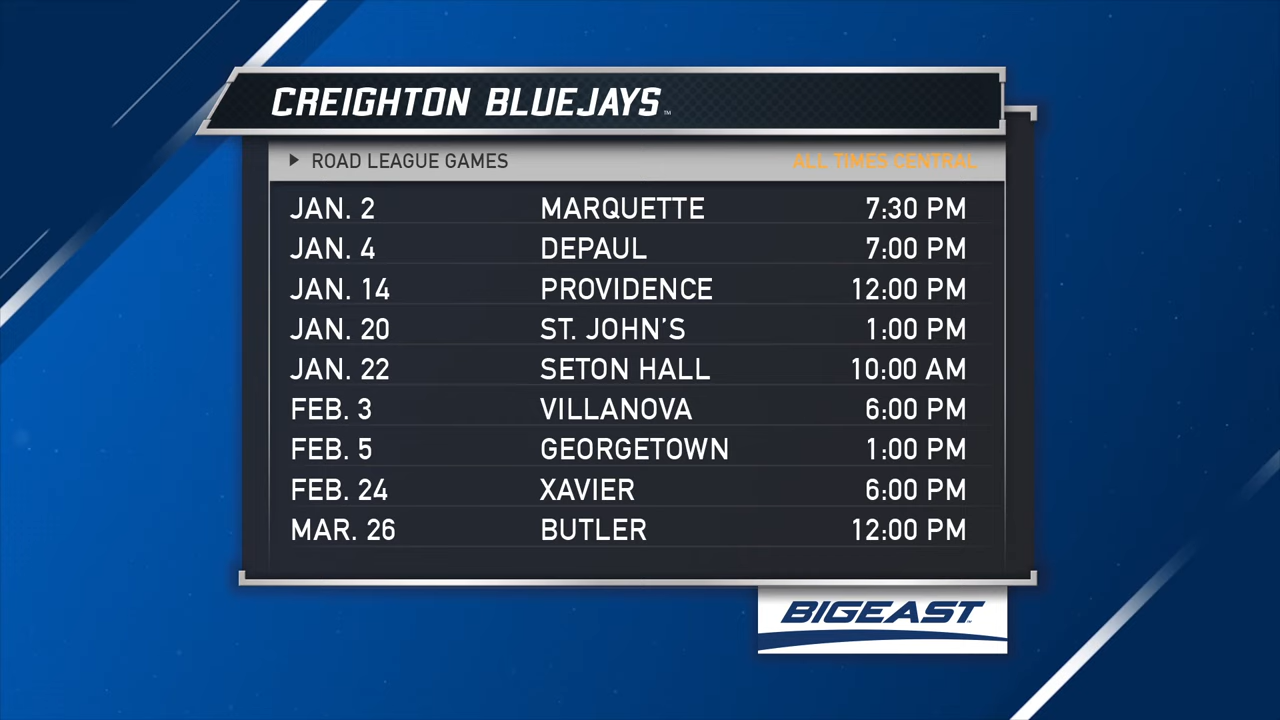 CREIGHTON BLUEJAYS™
▶ ROAD LEAGUE GAMES ALL TIMES CENTRAL
JAN. 2 MARQUETTE 7:30 PM
JAN. 4 DEPAUL 7:00 PM
JAN. 14 PROVIDENCE 12:00 PM
JAN. 20 ST. JOHN'S 1:00 PM
JAN. 22 SETON HALL 10:00 AM
FEB. 3 VILLANOVA 6:00 PM
FEB. 5 GEORGETOWN 1:00 PM
FEB. 24 XAVIER 6:00 PM
MAR. 26 BUTLER 12:00 PM
BIGEAST™